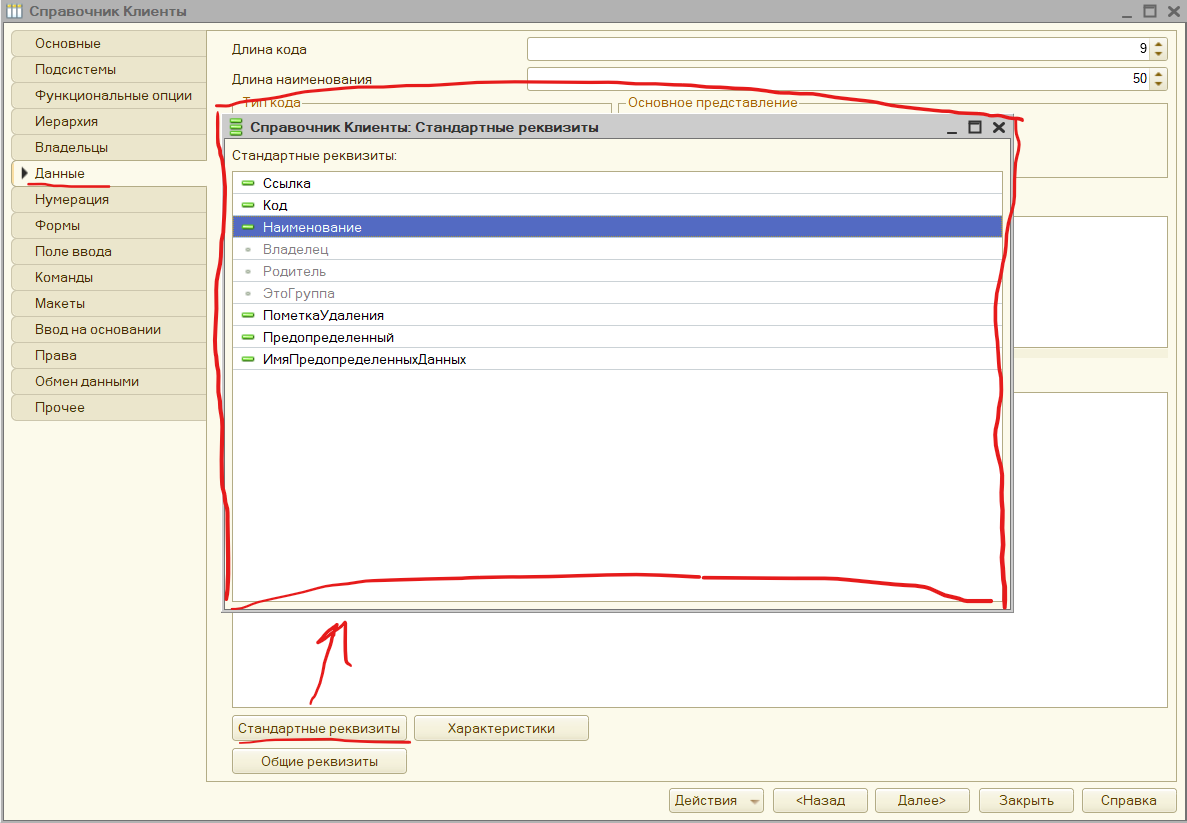 Справочник Клиенты
Основные
Подсистемы
Функциональные опции
Иерархия
Владельцы
Данные
Нумерация
Формы
Поле ввода
Команды
Макеты
Ввод на основании
Права
Обмен данными
Прочее
Длина кода 9
Длина наименования 50
Тип кода Основное представление
Справочник Клиенты: Стандартные реквизиты
Стандартные реквизиты:
Ссылка
Код
Наименование
Владелец
Родитель
ЭтоГруппа
ПометкаУдаления
Предопределенный
ИмяПредопределенныхДанных
Стандартные реквизиты Характеристики
Общие реквизиты
Действия <Назад Далее> Закрыть Справка